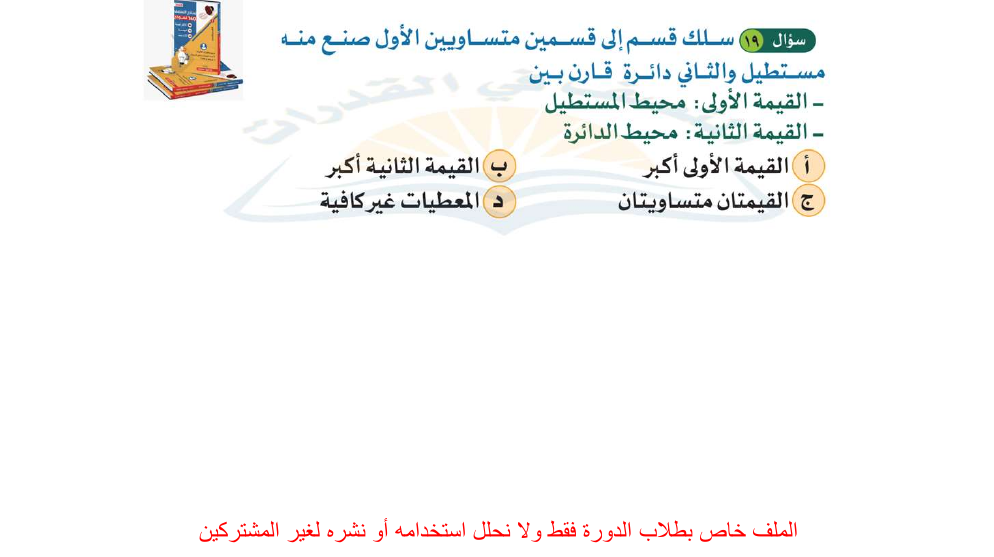 سؤال ١٩ سلك قسم إلى قسمين متساويين الأول صنع منه
مستطيل والثاني دائرة قارن بين
- القيمة الأولى: محيط المستطيل
- القيمة الثانية: محيط الدائرة
أ القيمة الأولى أكبر ب القيمة الثانية أكبر
ج القيمتان متساويتان د المعطيات غير كافية
الملف خاص بطلاب الدورة فقط ولا نحلل استخدامه أو نشره لغير المشتركين